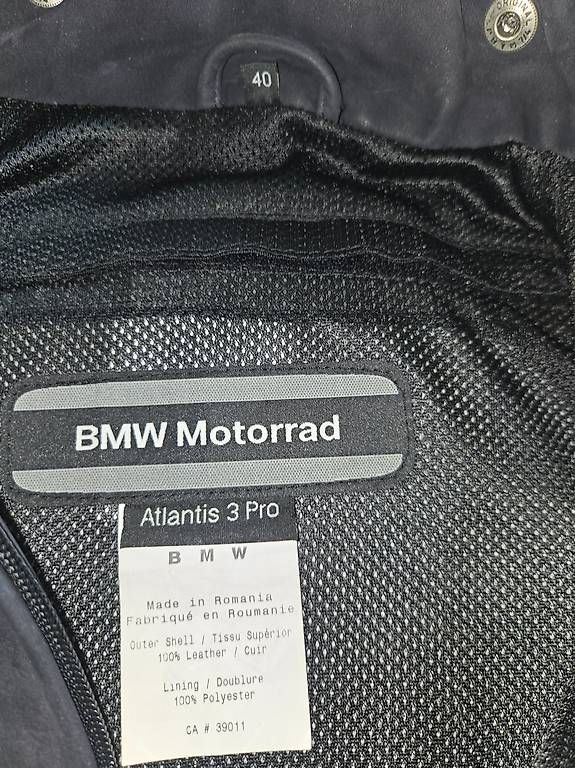 ORIGINAL
40
BMW Motorrad
Atlantis 3 Pro
B M W
Made in Romania
Fabriqué en Roumanie
Outer Shell / Tissu Supérior
100% Leather / Cuir
Lining / Doublure
100% Polyester
CA # 39011